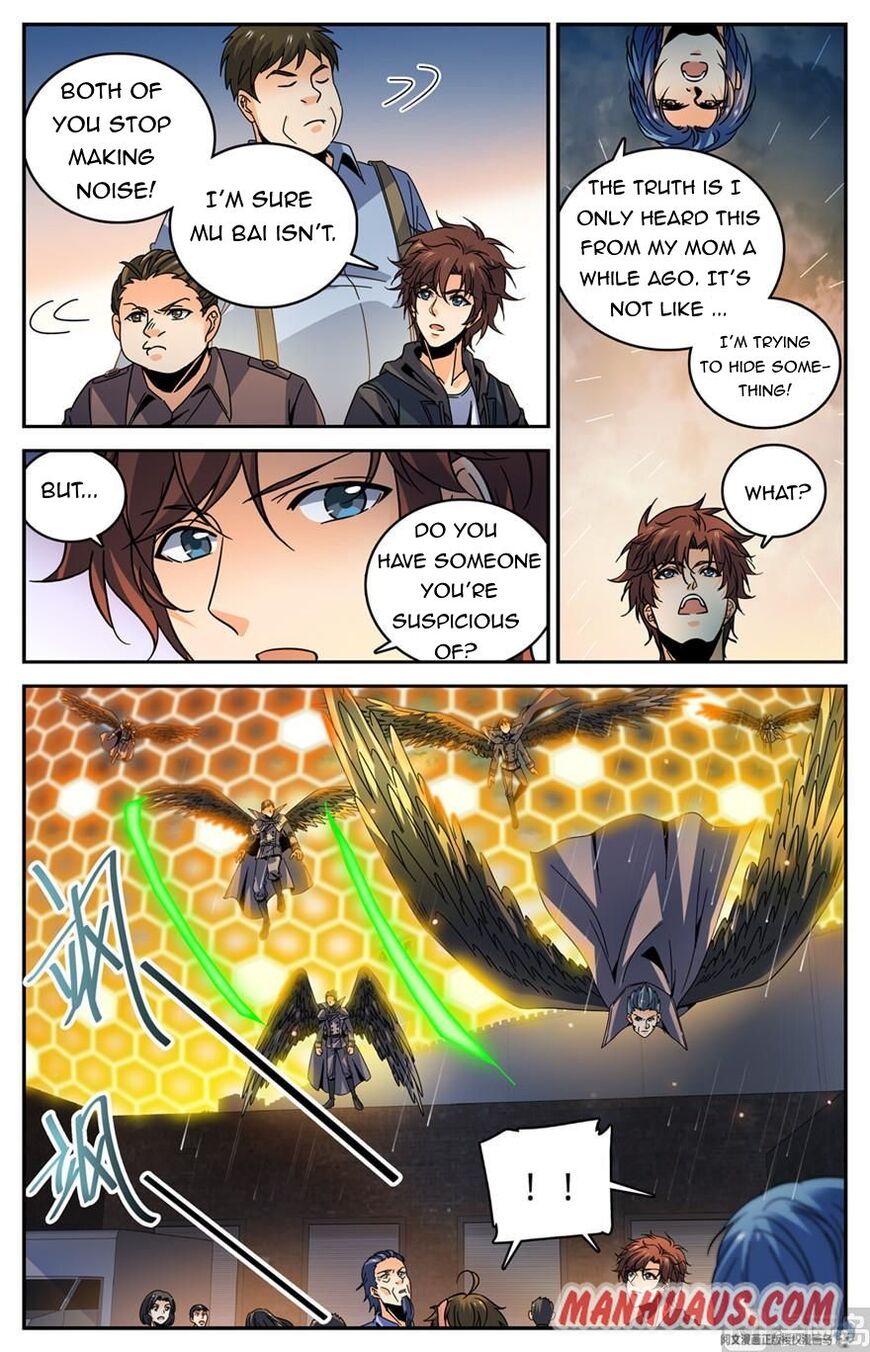 BOTH OF
YOU STOP
MAKING
NOISE!
I'M SURE
MU BAI ISN'T.
THE TRUTH IS I
ONLY HEARD THIS
FROM MY MOM A
WHILE AGO. IT'S
NOT LIKE ...
I'M TRYING
TO HIDE SOME-
THING!
WHAT?
BUT...
DO YOU
HAVE SOMEONE
YOU'RE
SUSPICIOUS
OF?
飒
飒
! !
MANHUAUS.COM